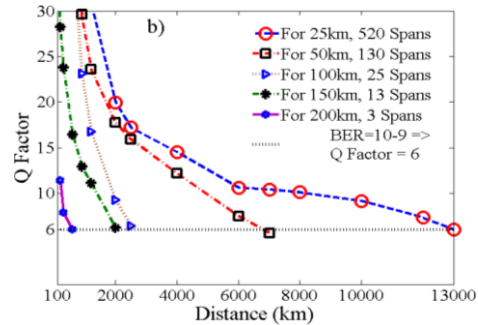 b)
30
25
20
15
10
6
Q Factor
For 25km, 520 Spans
For 50km, 130 Spans
For 100km, 25 Spans
For 150km, 13 Spans
For 200km, 3 Spans
BER=10-9 =>
Q Factor = 6
100 2000 4000 6000 10000 13000
Distance (km)